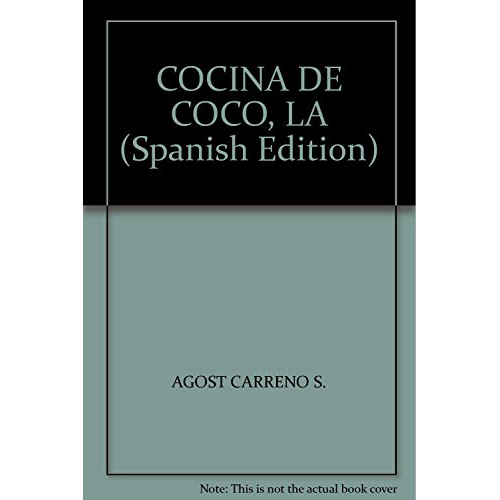 COCINA DE
COCO, LA
(Spanish Edition)
AGOST CARRENO S.
Note: This is not the actual book cover